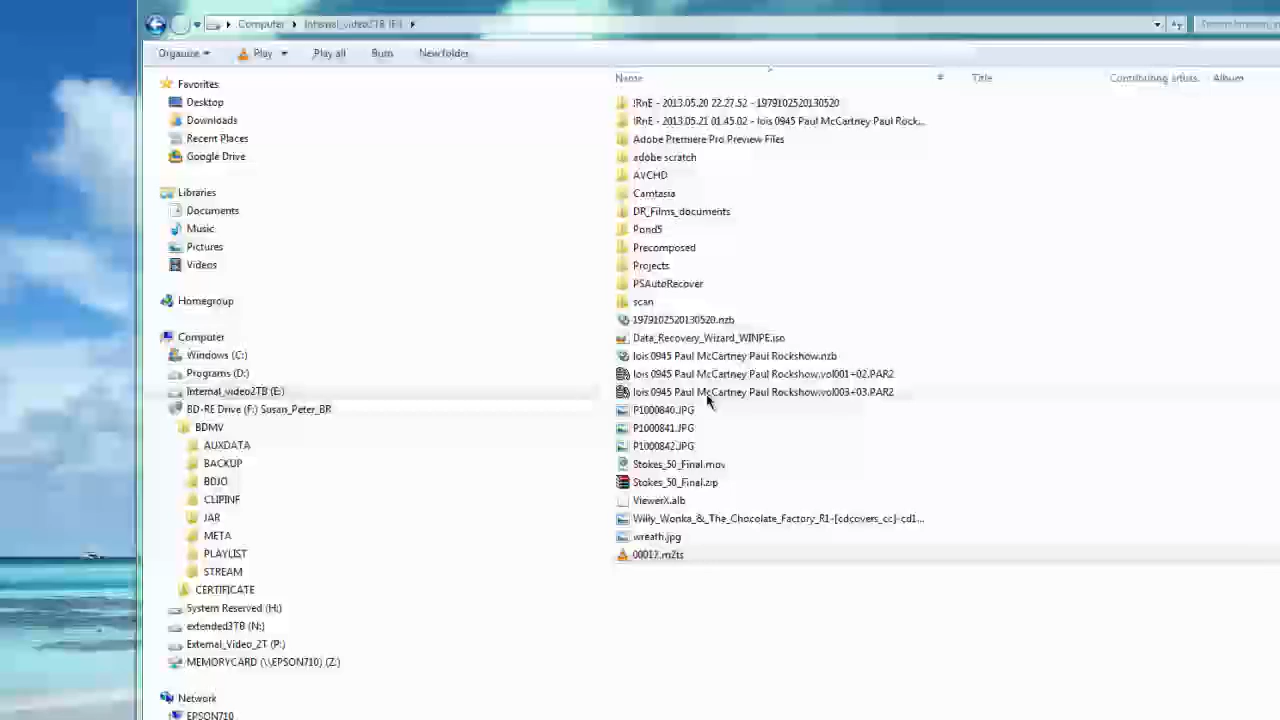 Computer Internal_video2TB (E:)
Organize Play Play all Burn New folder
Name # Title Contributing artists Album
Favorites
Desktop
Downloads
Recent Places
Google Drive
Libraries
Documents
Music
Pictures
Videos
Homegroup
Computer
Windows (C:)
Programs (D:)
Internal_video2TB (E:)
BD-RE Drive (F:) Susan_Peter_BR
BDMV
AUXDATA
BACKUP
BDJO
CLIPINF
JAR
META
PLAYLIST
STREAM
CERTIFICATE
System Reserved (H:)
extended3TB (N:)
External_Video_2T (P:)
MEMORYCARD (\\EPSON710) (Z:)
Network
EPSON710
!RnE - 2013.05.20 22.27.52 - 1979102520130520
!RnE - 2013.05.21 01.45.02 - lois 0945 Paul McCartney Paul Rock...
Adobe Premiere Pro Preview Files
adobe scratch
AVCHD
Camtasia
DR_Films_documents
Pond5
Precomposed
Projects
PSAutoRecover
scan
1979102520130520.nzb
Data_Recovery_Wizard_WINPE.iso
lois 0945 Paul McCartney Paul Rockshow.nzb
lois 0945 Paul McCartney Paul Rockshow.vol001+02.PAR2
lois 0945 Paul McCartney Paul Rockshow.vol003+03.PAR2
P1000840.JPG
P1000841.JPG
P1000842.JPG
Stokes_50_Final.mov
Stokes_50_Final.zip
ViewerX.alb
Willy_Wonka_&_The_Chocolate_Factory_R1-[cdcovers_cc]-cd1...
wreath.jpg
00017.m2ts